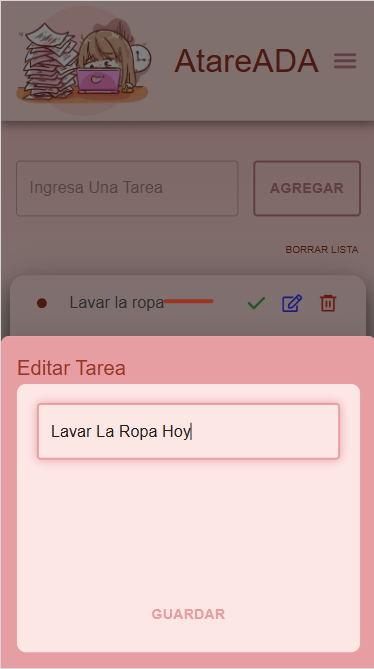 AtareADA
Ingresa Una Tarea
AGREGAR
BORRAR LISTA
Lavar la ropa
Editar Tarea
Lavar La Ropa Hoy
GUARDAR